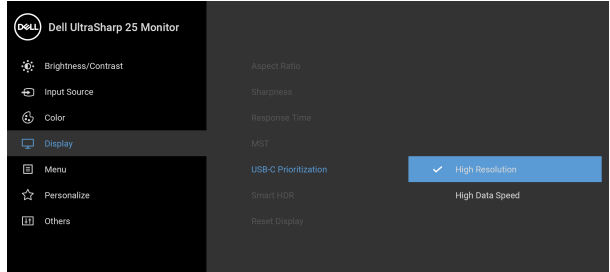 DELL Dell UltraSharp 25 Monitor
Brightness/Contrast
Input Source
Color
Display
Menu
Personalize
Others
Aspect Ratio
Sharpness
Response Time
MST
USB-C Prioritization
Smart HDR
Reset Display
High Resolution
High Data Speed